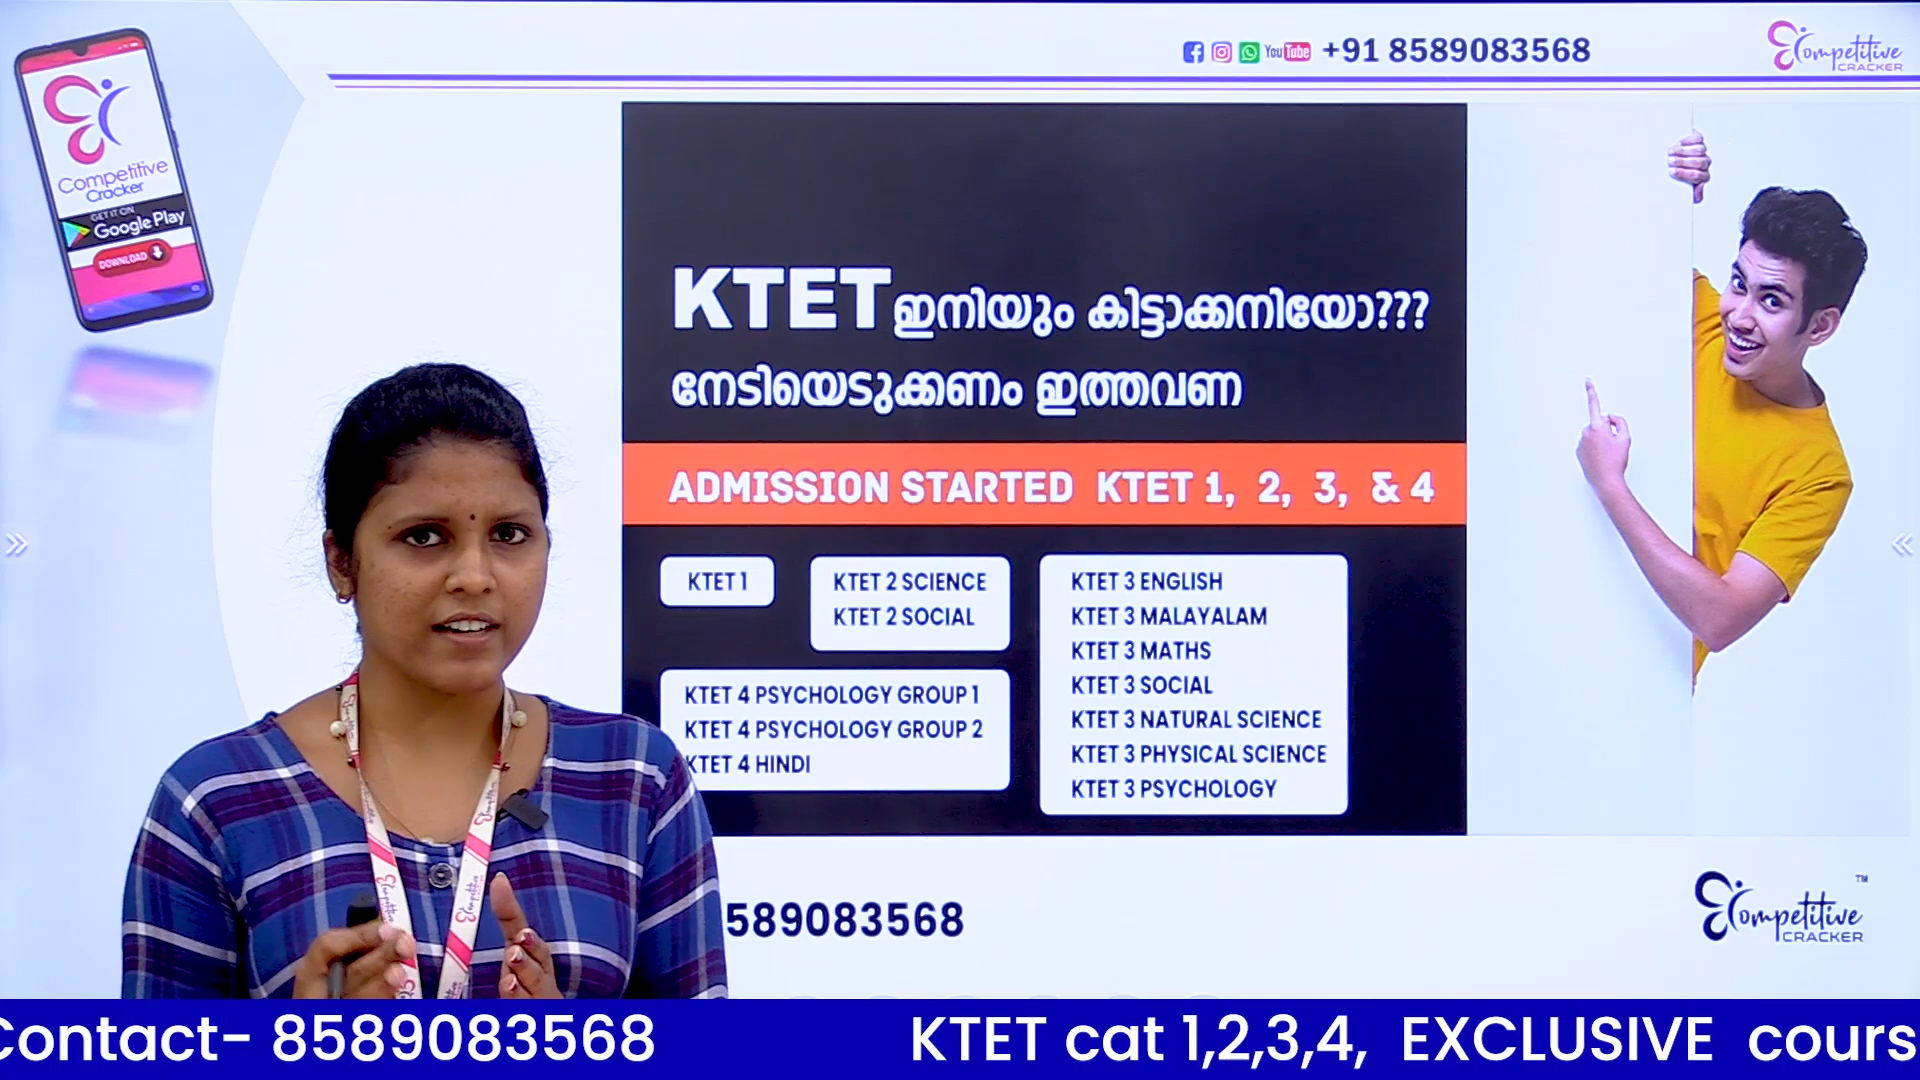 +91 8589083568
Competitive
CRACKER
Competitive
Cracker
GET IT ON
Google Play
DOWNLOAD
YouTube
KTET ഇനിയും കിട്ടാക്കനിയോ???
നേടിയെടുക്കണം ഇത്തവണ
ADMISSION STARTED KTET 1, 2, 3, & 4
KTET 1
KTET 2 SCIENCE
KTET 2 SOCIAL
KTET 3 ENGLISH
KTET 3 MALAYALAM
KTET 3 MATHS
KTET 3 SOCIAL
KTET 3 NATURAL SCIENCE
KTET 3 PHYSICAL SCIENCE
KTET 3 PSYCHOLOGY
KTET 4 PSYCHOLOGY GROUP 1
KTET 4 PSYCHOLOGY GROUP 2
KTET 4 HINDI
589083568
Competitive
CRACKER
TM
Contact- 8589083568 KTET cat 1,2,3,4, EXCLUSIVE cours